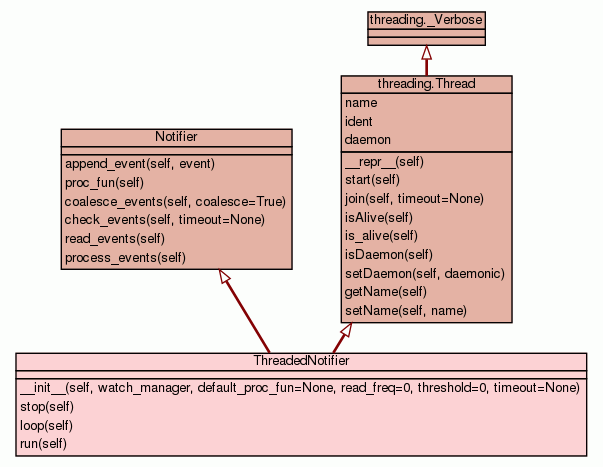 threading._Verbose
threading.Thread
name
ident
daemon
__repr__(self)
start(self)
join(self, timeout=None)
isAlive(self)
is_alive(self)
isDaemon(self)
setDaemon(self, daemonic)
getName(self)
setName(self, name)
Notifier
append_event(self, event)
proc_fun(self)
coalesce_events(self, coalesce=True)
check_events(self, timeout=None)
read_events(self)
process_events(self)
ThreadedNotifier
__init__(self, watch_manager, default_proc_fun=None, read_freq=0, threshold=0, timeout=None)
stop(self)
loop(self)
run(self)